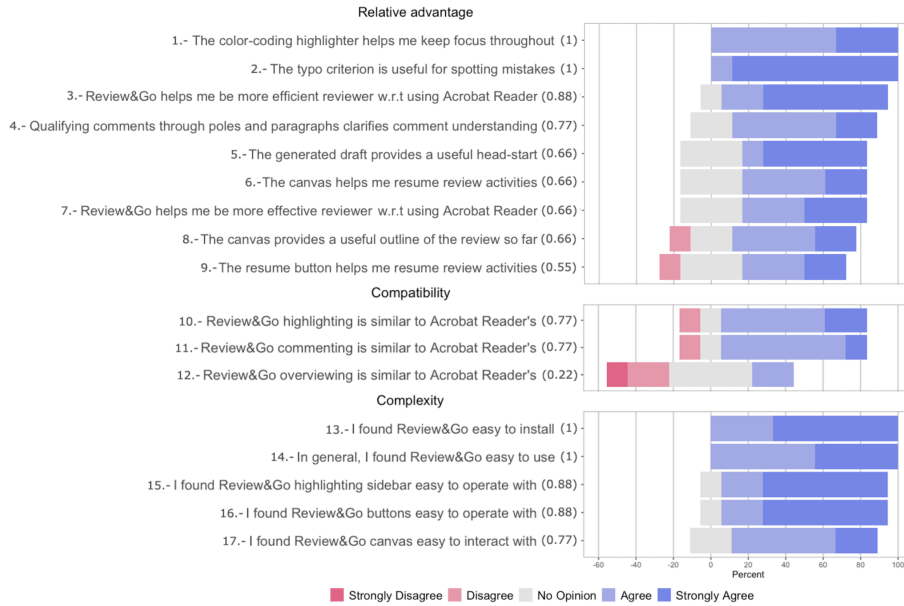 Relative advantage
1.- The color-coding highlighter helps me keep focus throughout (1)
2.- The typo criterion is useful for spotting mistakes (1)
3.- Review&Go helps me be more efficient reviewer w.r.t using Acrobat Reader (0.88)
4.- Qualifying comments through poles and paragraphs clarifies comment understanding (0.77)
5.- The generated draft provides a useful head-start (0.66)
6.- The canvas helps me resume review activities (0.66)
7.- Review&Go helps me be more effective reviewer w.r.t using Acrobat Reader (0.66)
8.- The canvas provides a useful outline of the review so far (0.66)
9.- The resume button helps me resume review activities (0.55)
Compatibility
10.- Review&Go highlighting is similar to Acrobat Reader's (0.77)
11.- Review&Go commenting is similar to Acrobat Reader's (0.77)
12.- Review&Go overviewing is similar to Acrobat Reader's (0.22)
Complexity
13.- I found Review&Go easy to install (1)
14.- In general, I found Review&Go easy to use (1)
15.- I found Review&Go highlighting sidebar easy to operate with (0.88)
16.- I found Review&Go buttons easy to operate with (0.88)
17.- I found Review&Go canvas easy to interact with (0.77)
-60 -40 -20 0 20 40 60 80 100
Percent
Strongly Disagree Disagree No Opinion Agree Strongly Agree